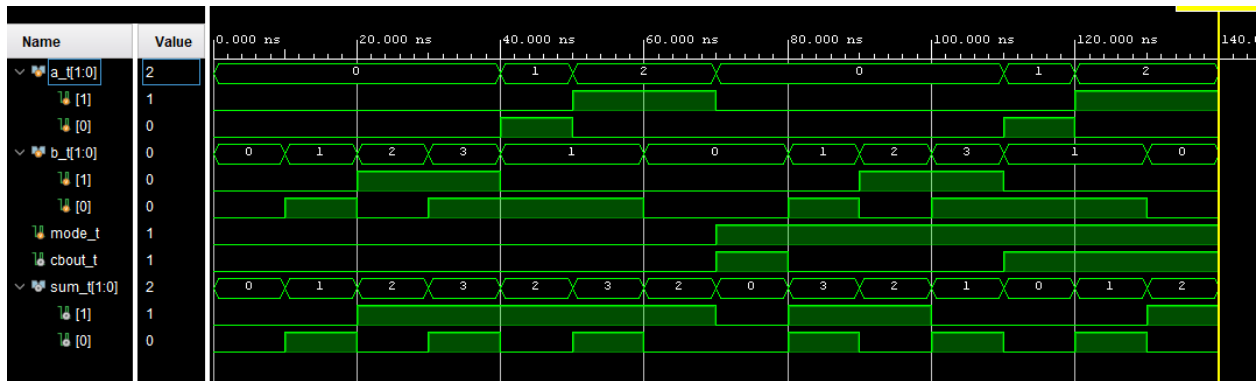 Name Value 0.000 ns 20.000 ns 40.000 ns 60.000 ns 80.000 ns 100.000 ns 120.000 ns 140.0
a_t[1:0] 2 0 1 2 0 1 2
[1] 1
[0] 0
b_t[1:0] 0 0 1 2 3 1 0 1 2 3 1 0
[1] 0
[0] 0
mode_t 1
cbout_t 1
sum_t[1:0] 2 0 1 2 3 2 3 2 0 3 2 1 0 1 2
[1] 1
[0] 0